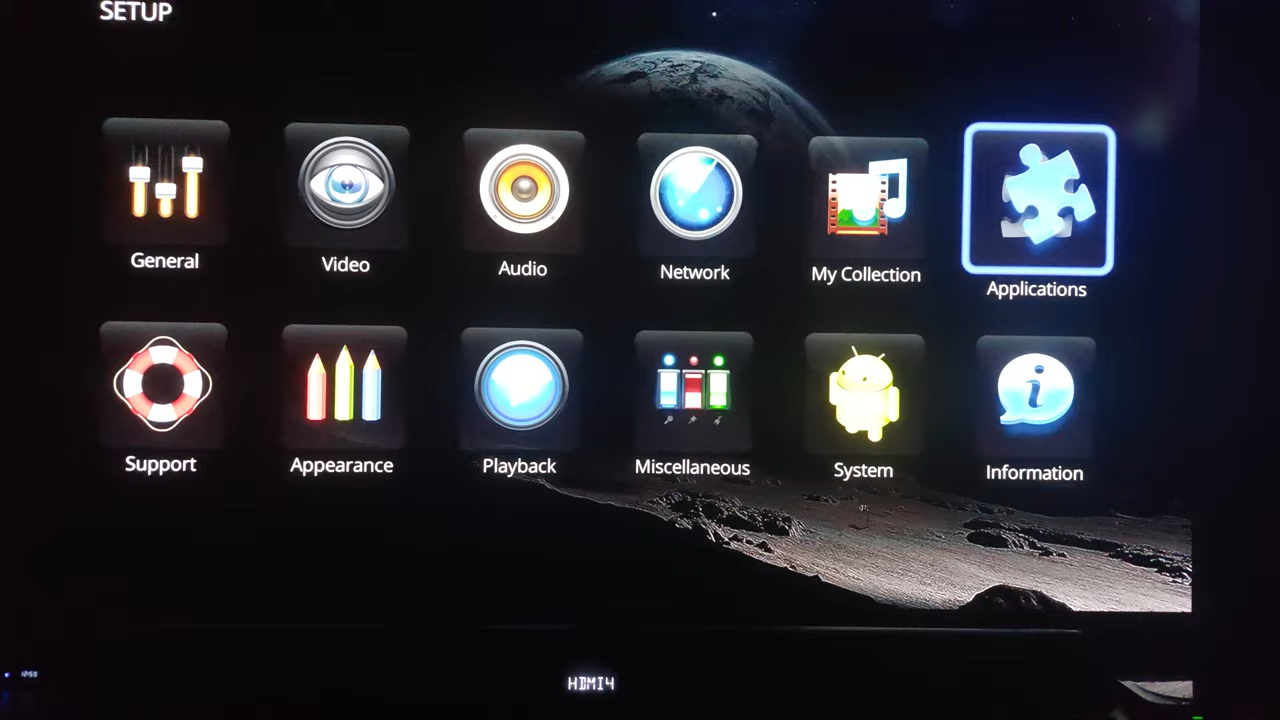 SETUP
General
Video
Audio
Network
My Collection
Applications
Support
Appearance
Playback
Miscellaneous
System
Information
HDMI4